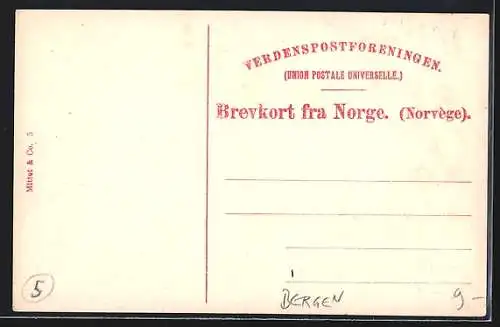 VERDENSPOSTFORENINGEN.
(UNION POSTALE UNIVERSELLE.)
Brevkort fra Norge. (Norvège).
Mittet & Co. 5
5
BERGEN
9-